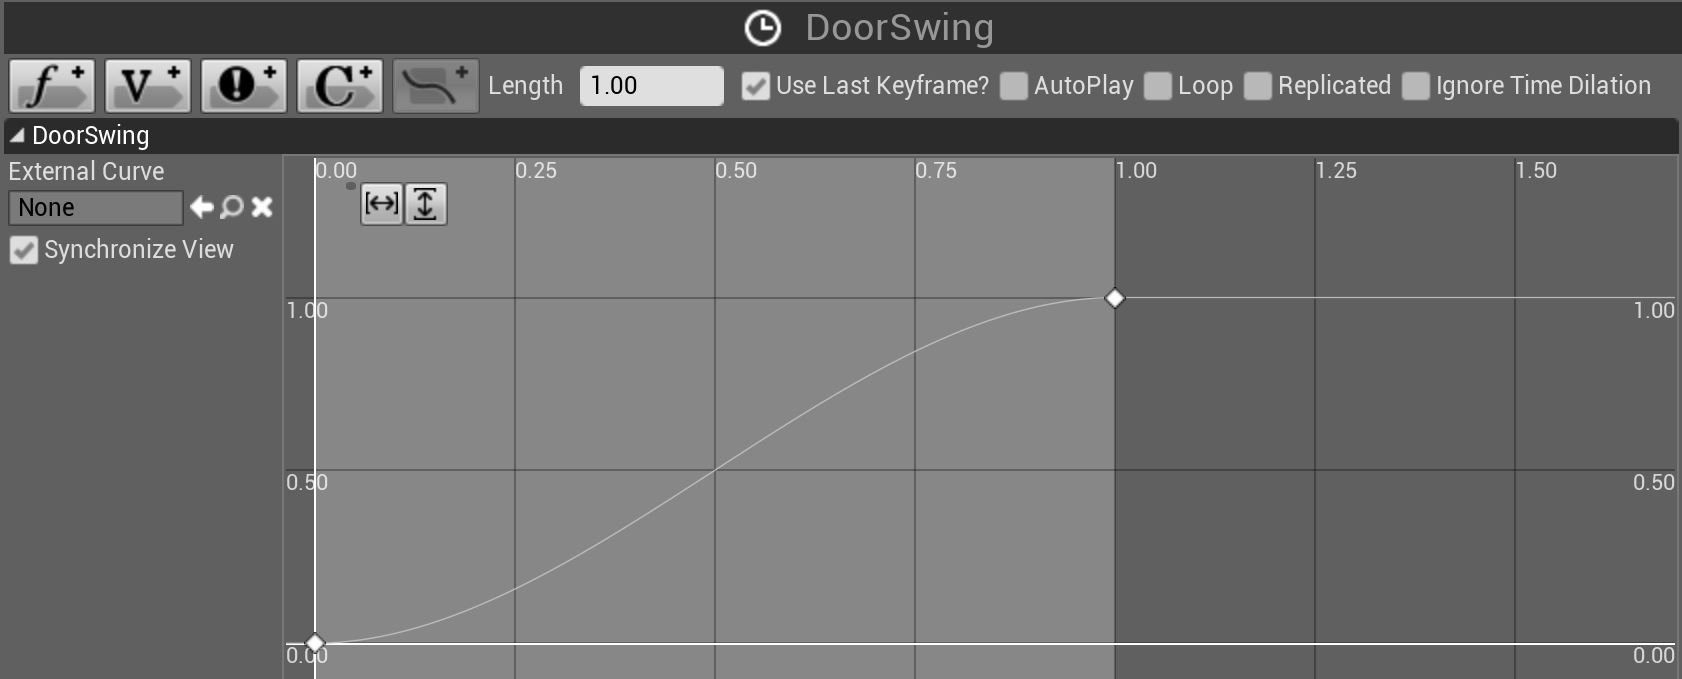 DoorSwing
f V ! C Length 1.00 Use Last Keyframe? AutoPlay Loop Replicated Ignore Time Dilation
DoorSwing
External Curve
None
Synchronize View
0.00 0.25 0.50 0.75 1.00 1.25 1.50
1.00 1.00
0.50 0.50
0.00 0.00